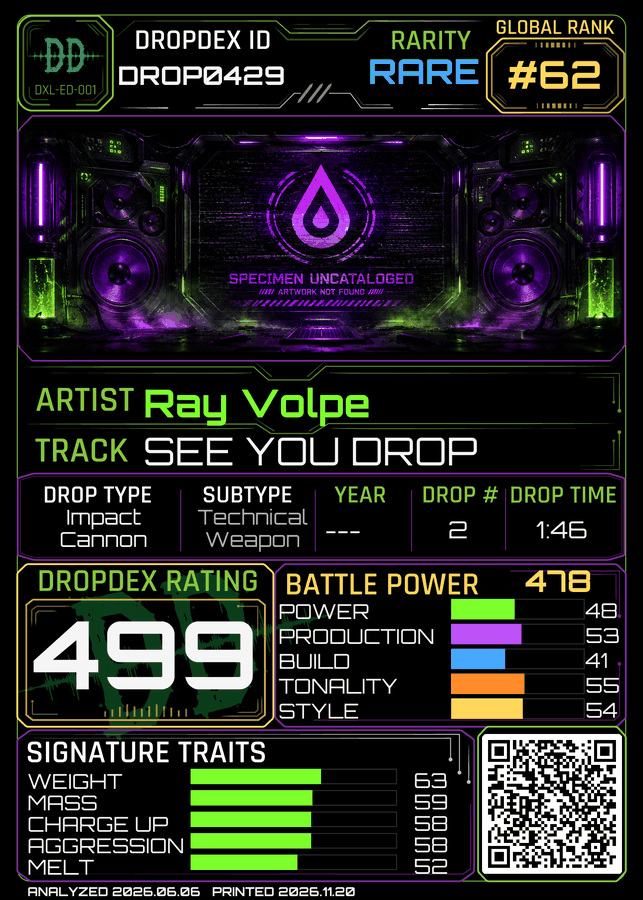 DD
DXL-ED-001
DROPDEX ID
DROP0429
RARITY
RARE
GLOBAL RANK
#62
SPECIMEN UNCATALOGED
ARTWORK NOT FOUND
ARTIST Ray Volpe
TRACK SEE YOU DROP
DROP TYPE SUBTYPE YEAR DROP # DROP TIME
Impact Cannon
Technical Weapon
---
2
1:46
DROPDEX RATING
499
BATTLE POWER 478
POWER 48
PRODUCTION 53
BUILD 41
TONALITY 55
STYLE 54
SIGNATURE TRAITS
WEIGHT 63
MASS 59
CHARGE UP 58
AGGRESSION 58
MELT 52
ANALYZED 2026.06.06 PRINTED 2026.11.20